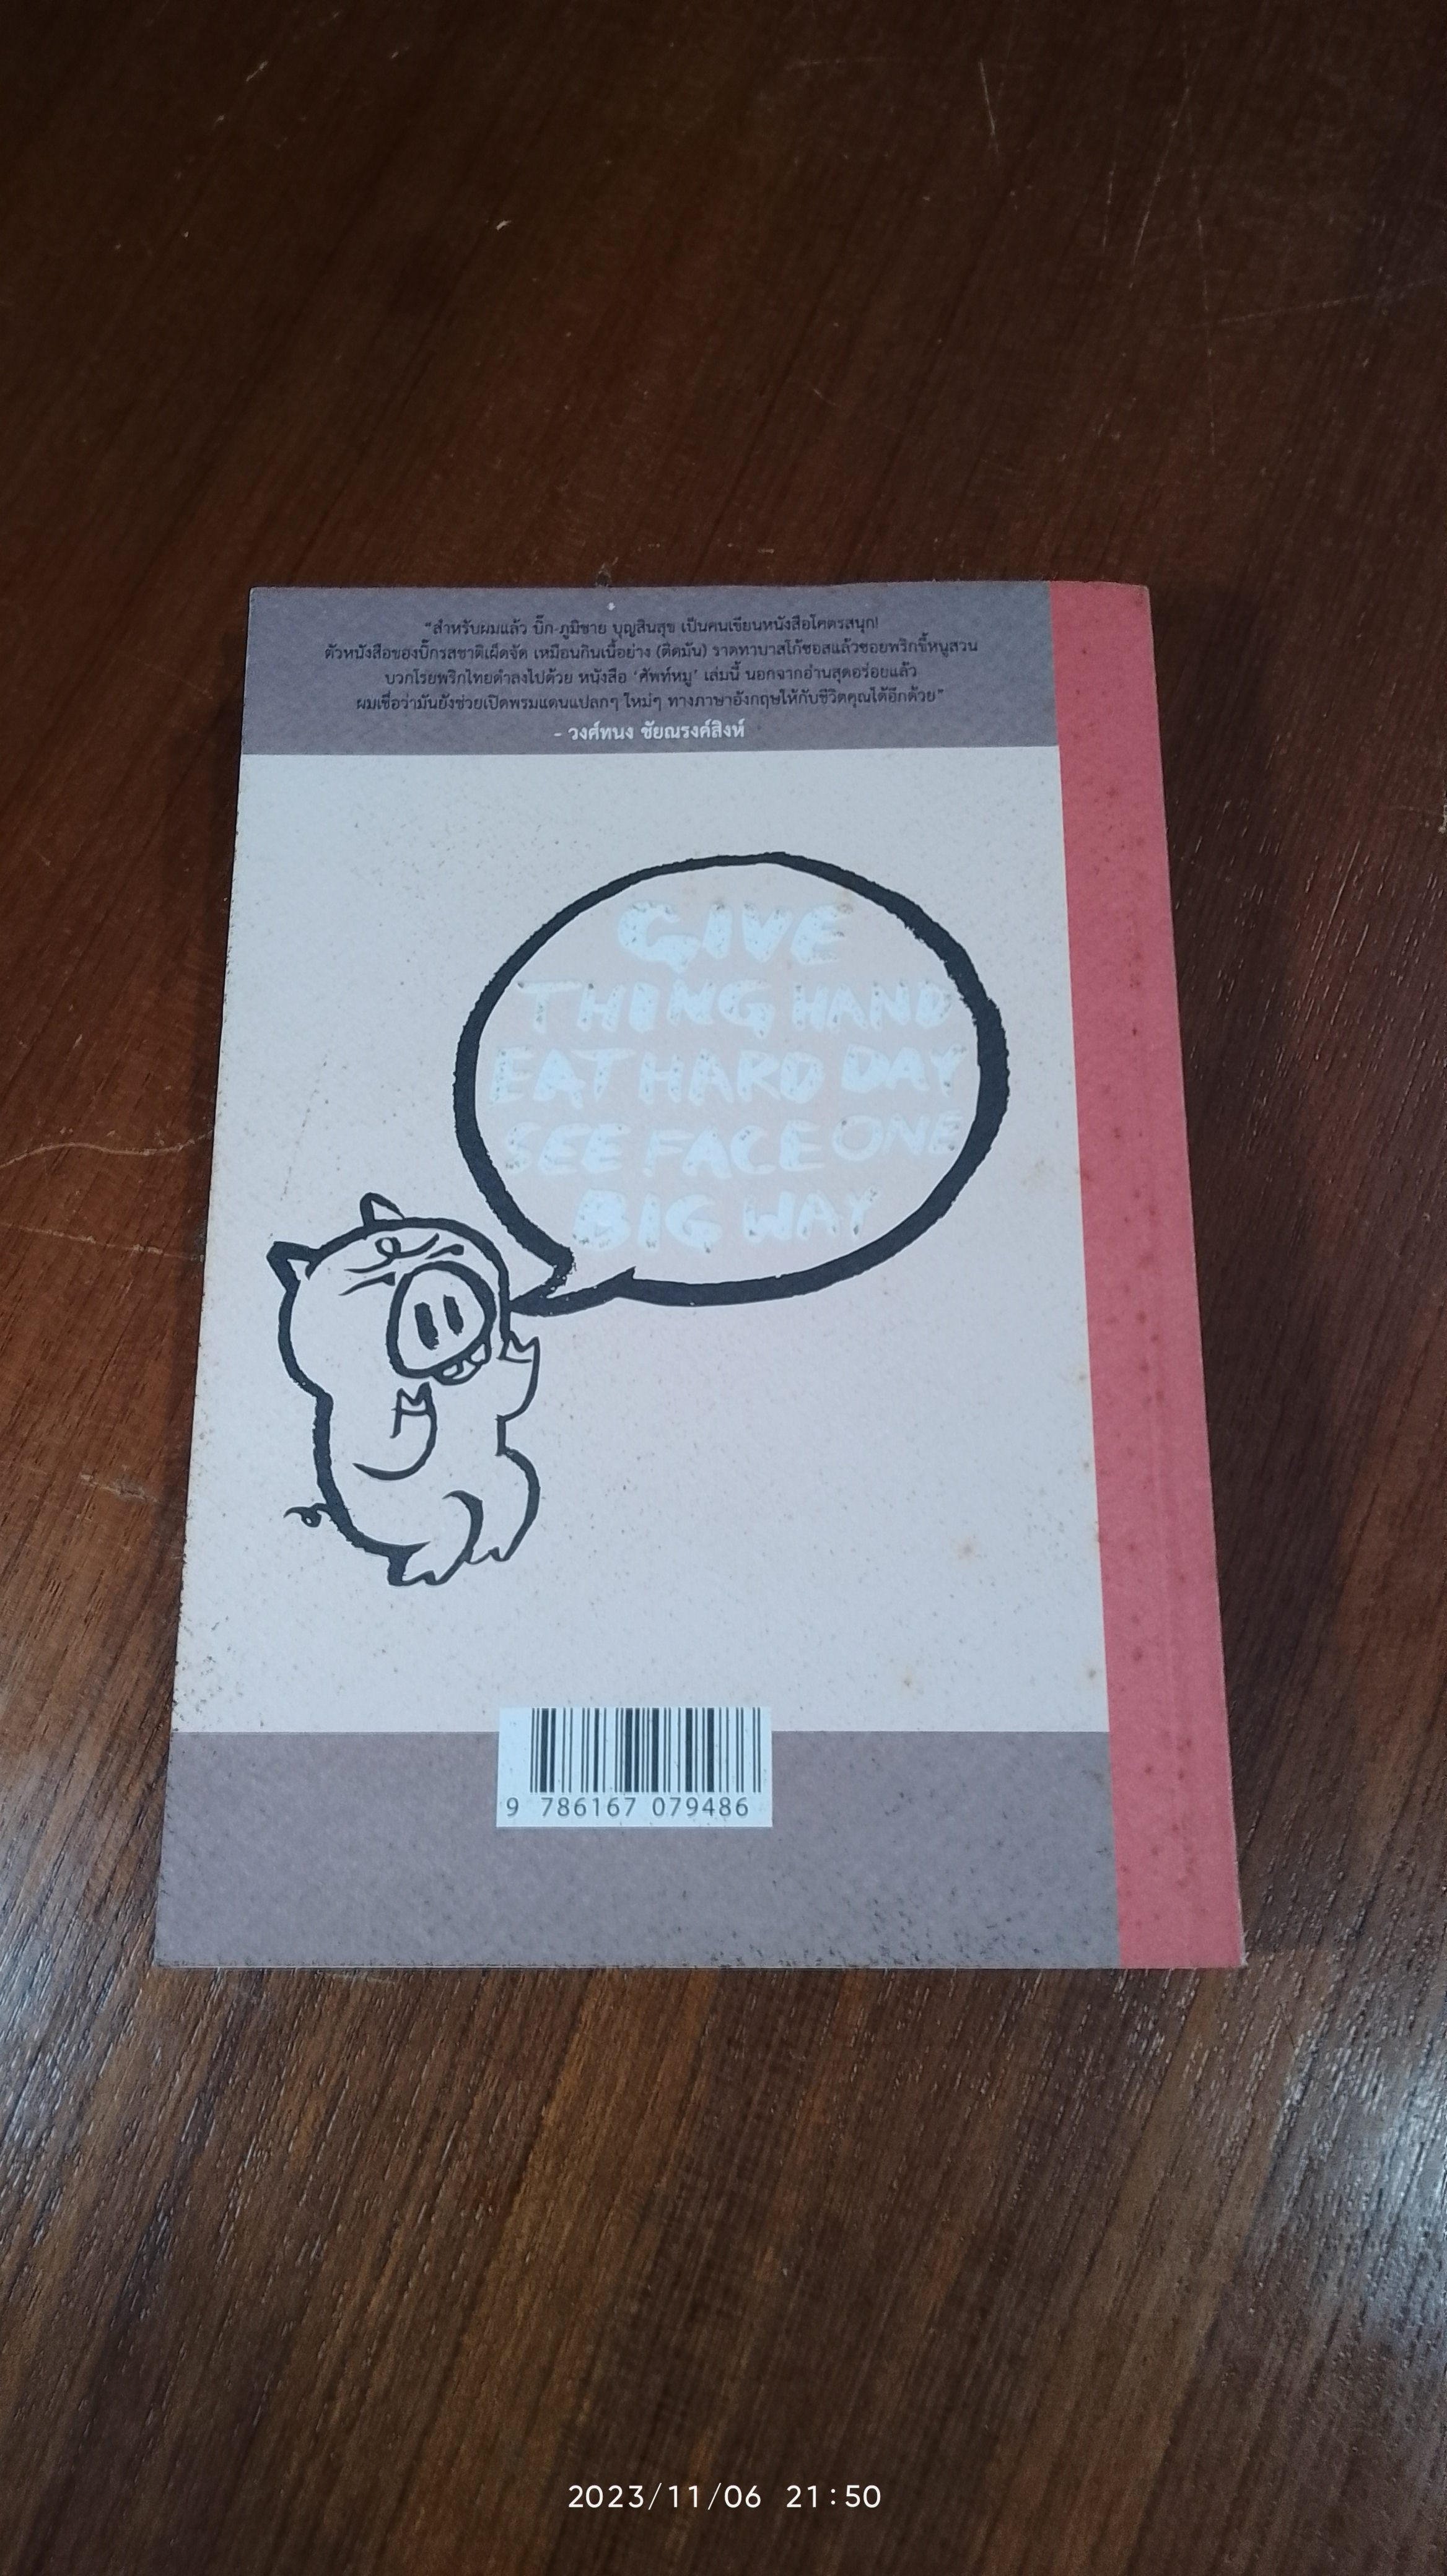 “สำหรับผมแล้ว บิ๊ก-ภูมิชาย บุญสินสุข เป็นคนเขียนหนังสือโคตรสนุก!
ตัวหนังสือของบิ๊กรสชาติเผ็ดจัด เหมือนกินเนื้อย่าง (ติดมัน) ราดทาบาสโก้ซอสแล้วซอยพริกขี้หนูสวน
บวกโรยพริกไทยดำลงไปด้วย หนังสือ ‘ศัพท์หมู’ เล่มนี้ นอกจากอ่านสุดอร่อยแล้ว
ผมเชื่อว่ามันยังช่วยเปิดพรมแดนแปลกๆ ใหม่ๆ ทางภาษาอังกฤษให้กับชีวิตคุณได้อีกด้วย”
- วงศ์ทนง ชัยณรงค์สิงห์
GIVE
THING HAND
EAT HARD DAY
SEE FACE ONE
BIG WAY
9 786167 079486
2023/11/06 21:50